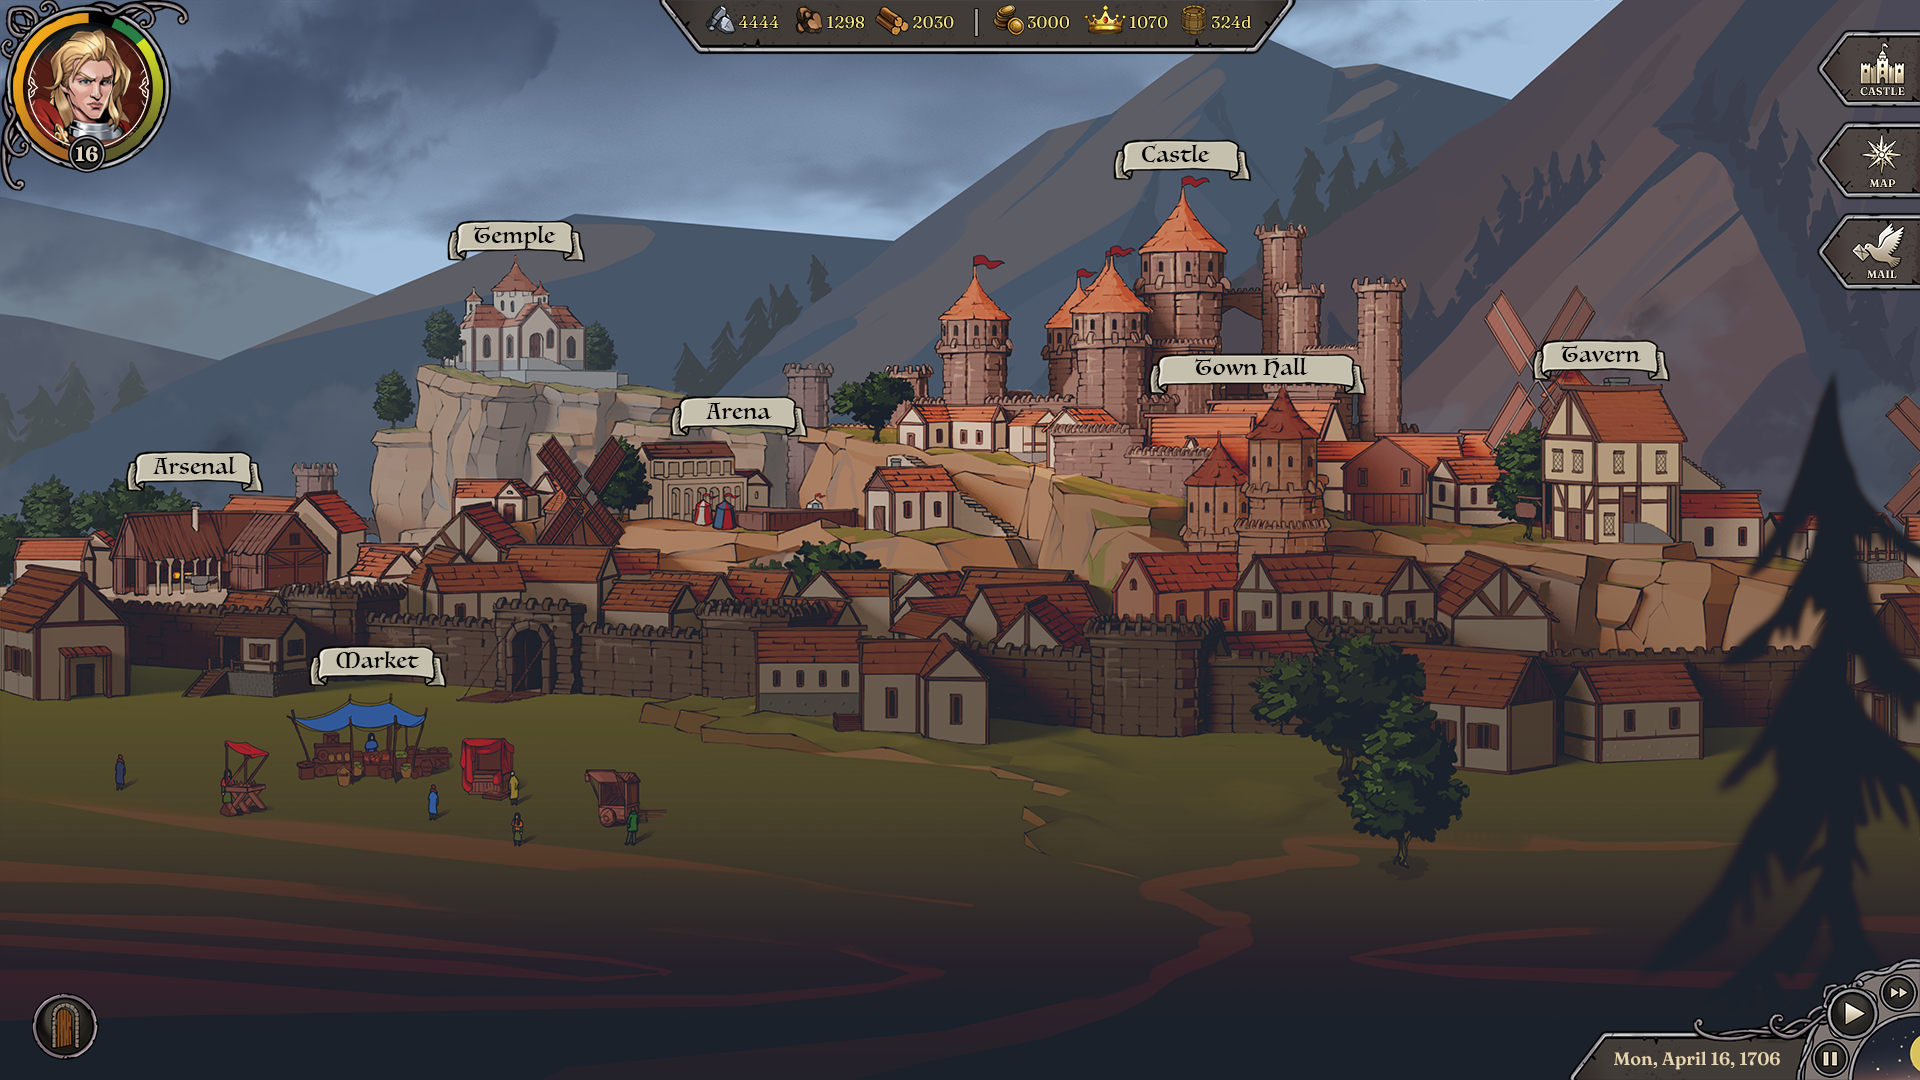 4444 1298 2030 3000 1070 324d
16
CASTLE
MAP
MAIL
Castle
Temple
Town Hall
Tavern
Arena
Arsenal
Market
Mon, April 16, 1706